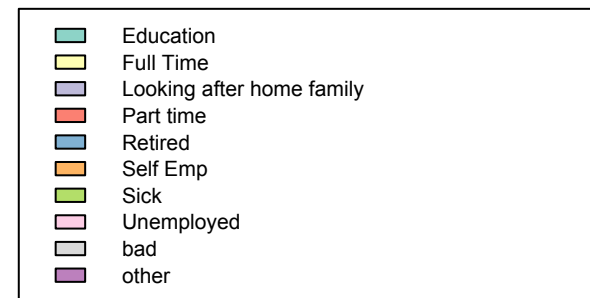 Education
Full Time
Looking after home family
Part time
Retired
Self Emp
Sick
Unemployed
bad
other